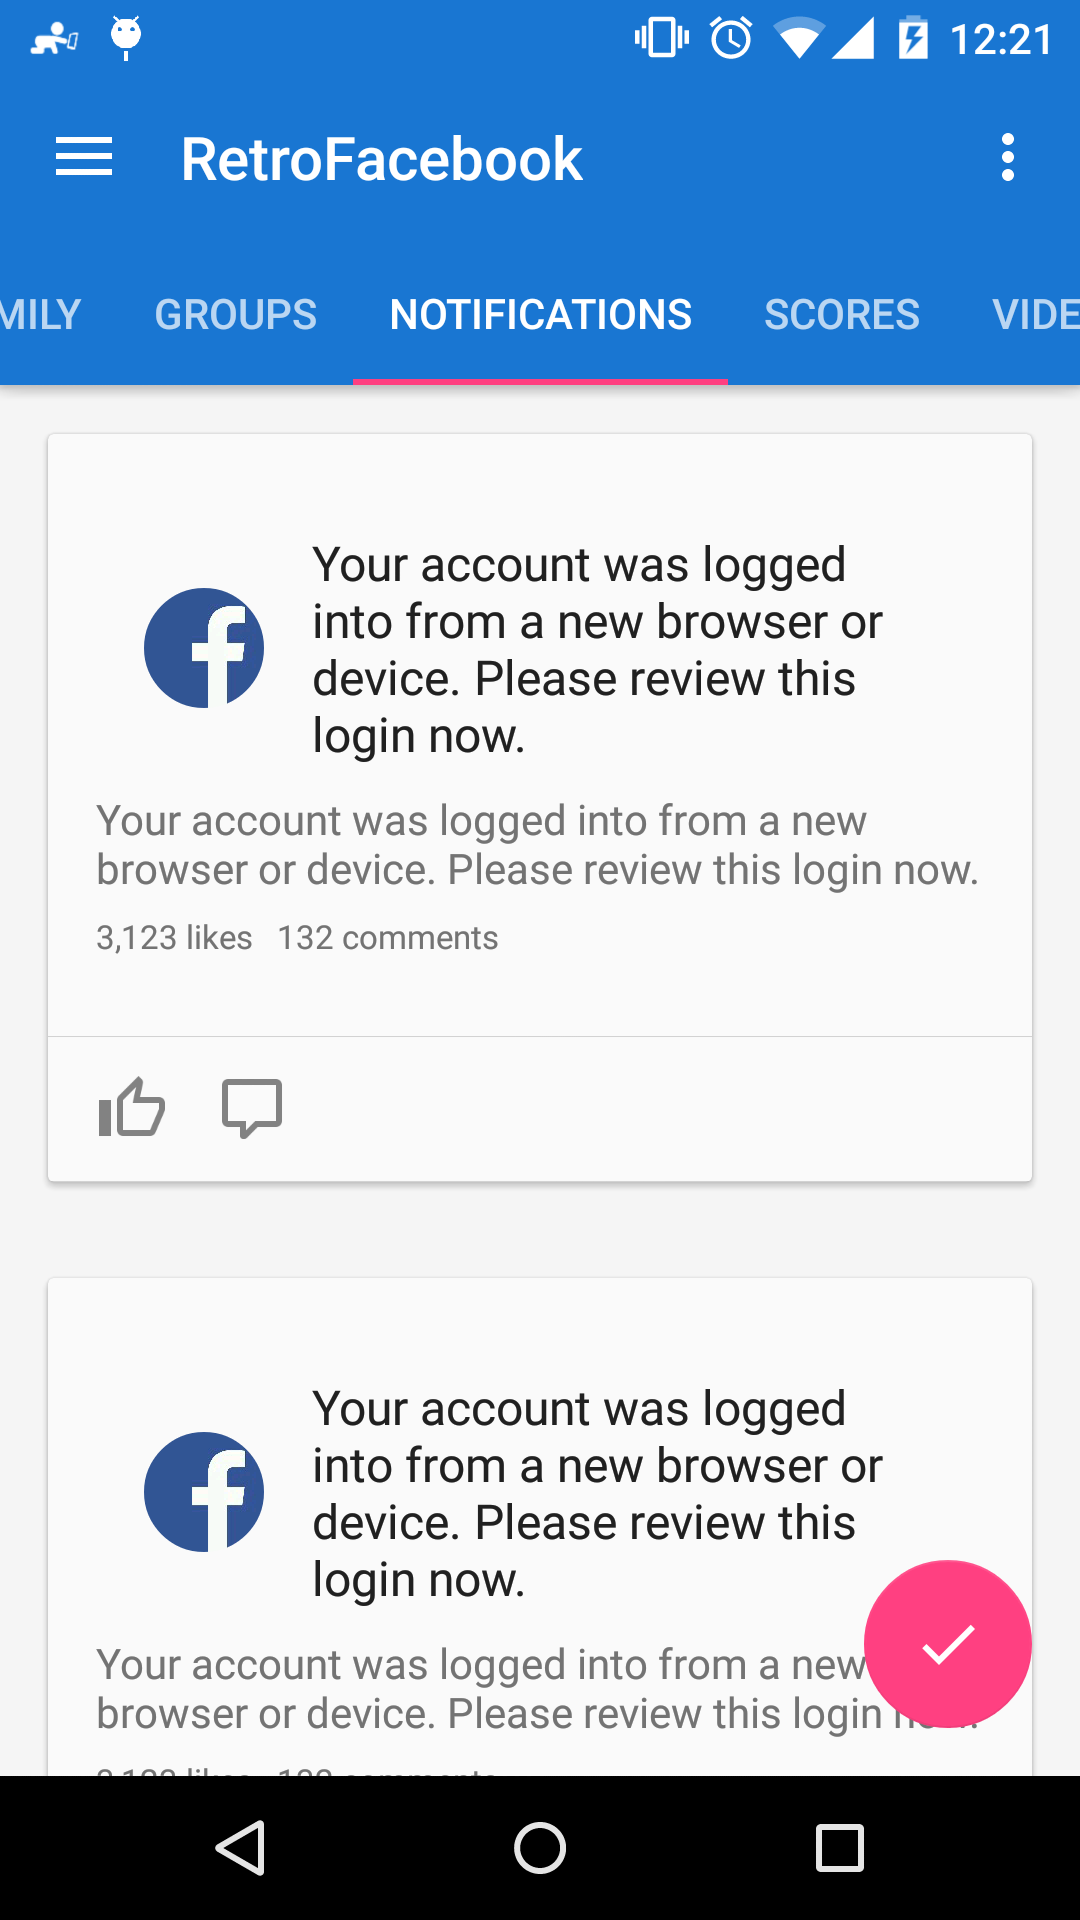 12:21
RetroFacebook
MILY GROUPS NOTIFICATIONS SCORES VIDE
Your account was logged
into from a new browser or
device. Please review this
login now.
Your account was logged into from a new
browser or device. Please review this login now.
3,123 likes 132 comments
Your account was logged
into from a new browser or
device. Please review this
login now.
Your account was logged into from a new
browser or device. Please review this login